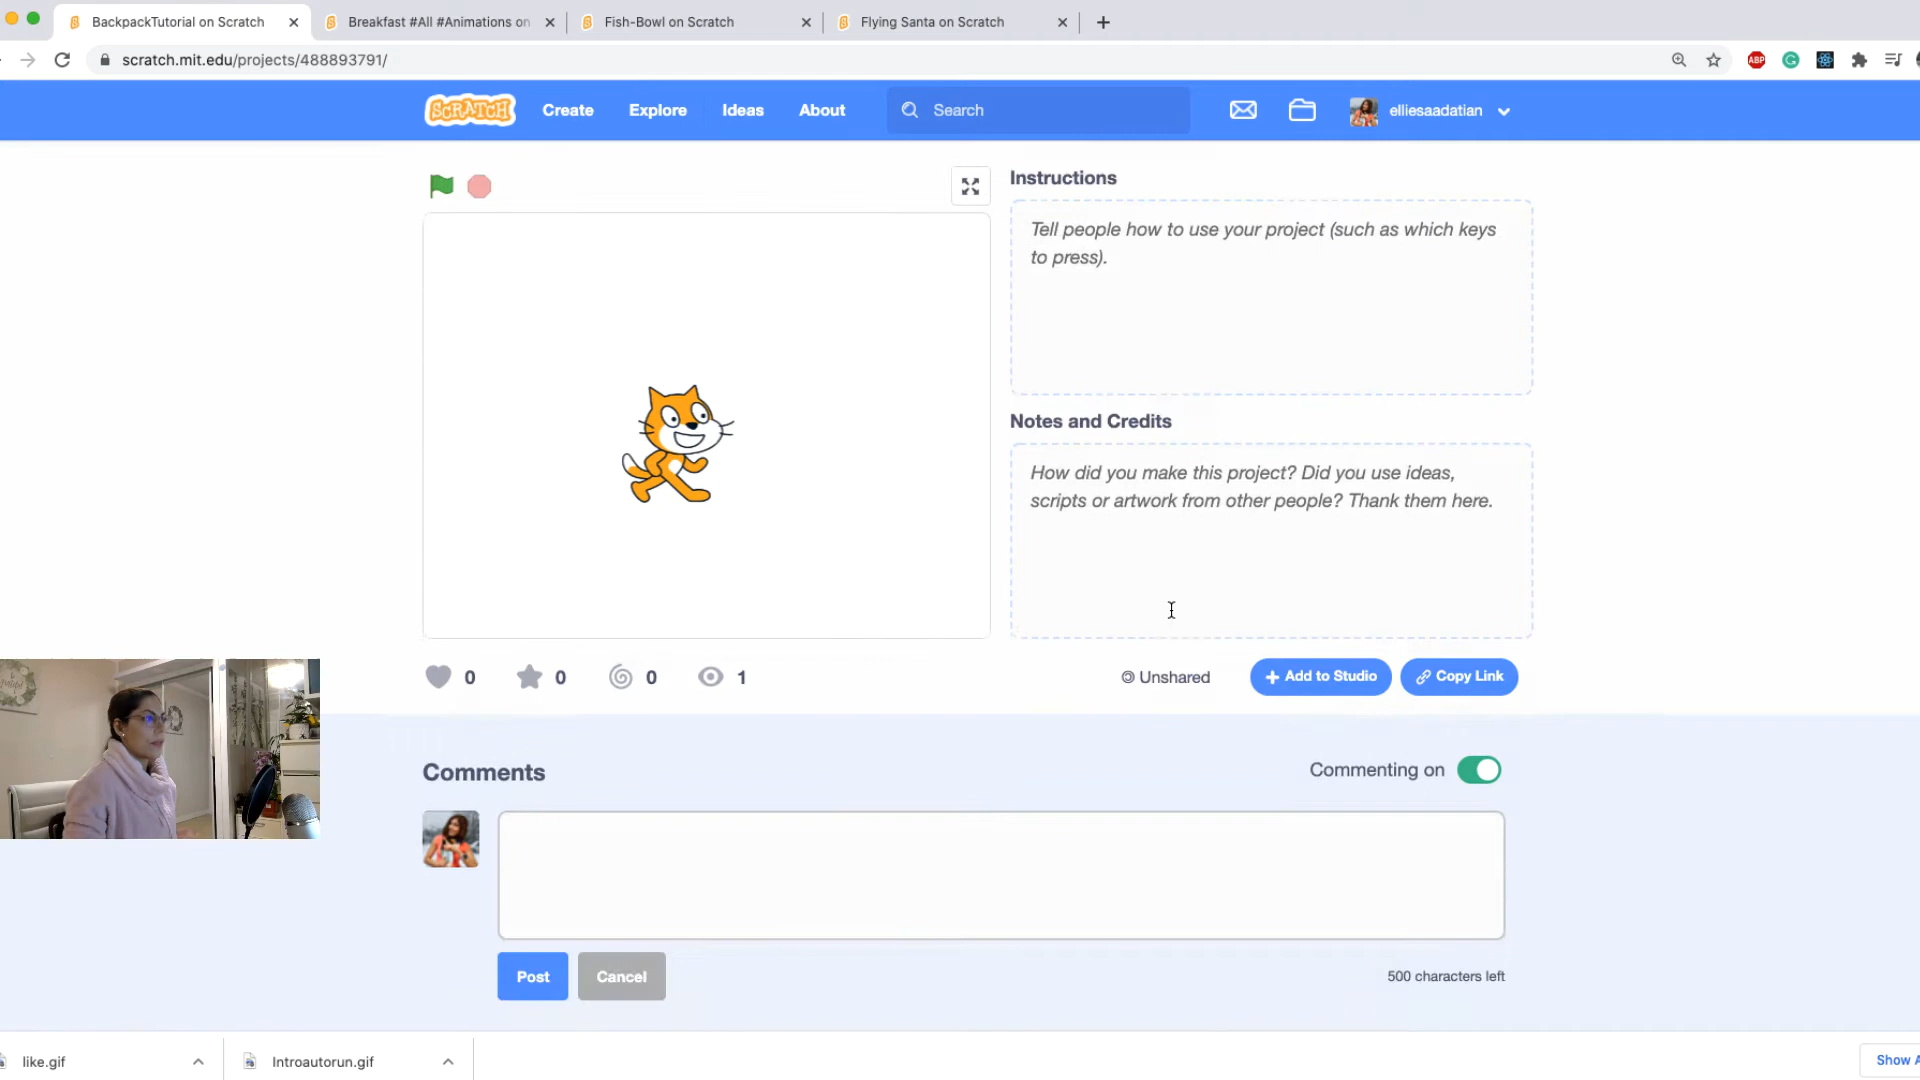 BackpackTutorial on Scratch
Breakfast #All #Animations on
Fish-Bowl on Scratch
Flying Santa on Scratch
scratch.mit.edu/projects/488893791/
ABP
SCRATCH
Create
Explore
Ideas
About
Search
elliesaadatian
Instructions
Tell people how to use your project (such as which keys
to press).
Notes and Credits
How did you make this project? Did you use ideas,
scripts or artwork from other people? Thank them here.
0
0
0
1
Unshared
+ Add to Studio
Copy Link
Comments
Commenting on
Post
Cancel
500 characters left
like.gif
Introautorun.gif
Show A